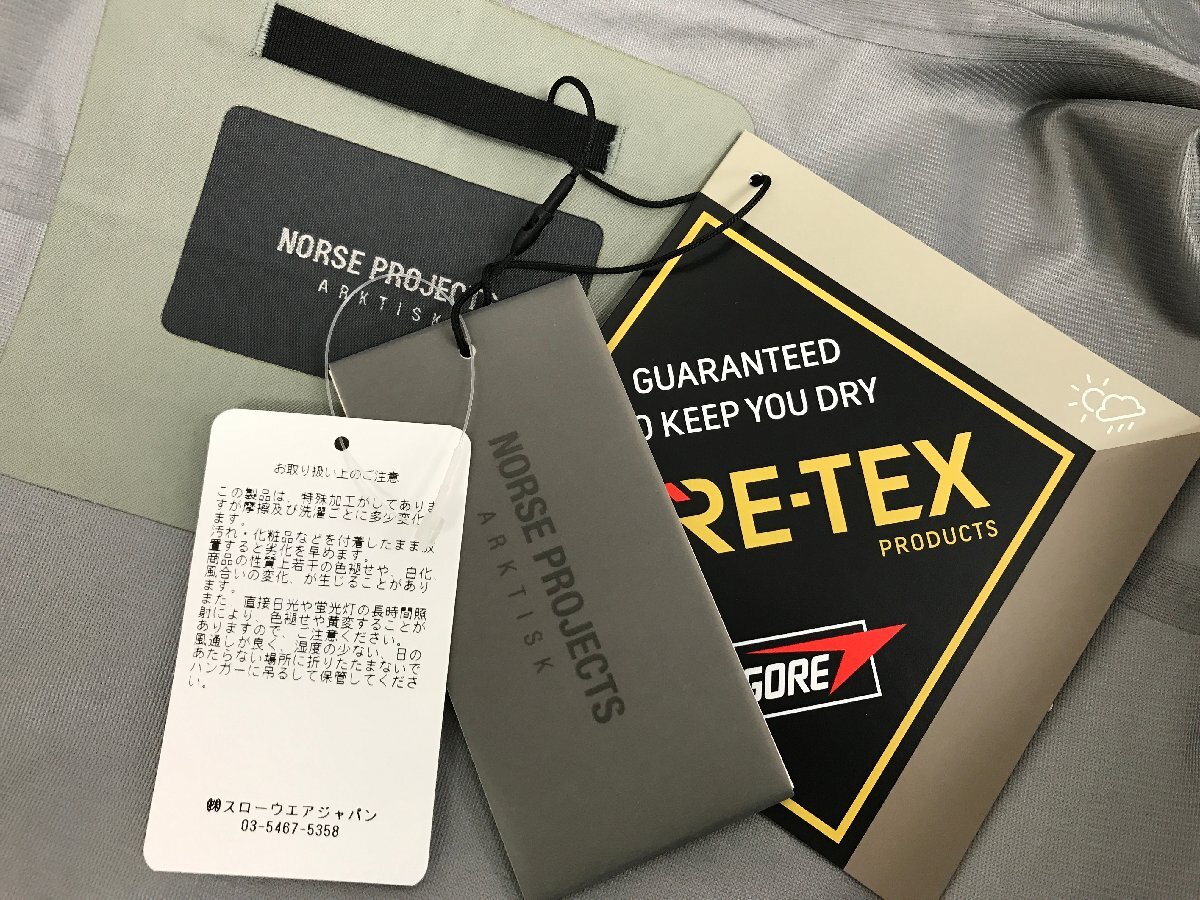 NORSE PROJECTS
ARKTISK
GUARANTEED
KEEP YOU DRY
RE-TEX
PRODUCTS
GORE
NORSE PROJECTS
ARKTISK
お取り扱い上のご注意
この製品は、特殊加工がしてありま
すが摩擦及び洗濯ごとに多少変化
ます。
汚れ・化粧品などを付着したまま放
置すると劣化を早めます。
商品の性質上若干の色褪せや、白化、
風合いの変化、が生じることがあり
ます。
また、直接日光や蛍光灯の長時間照
射により、色褪せや黄変することが
ありますので、ご注意ください。
風通しが良く、湿度の少ない、日の
あたらない場所に折りたたまないで
ハンガーに吊るして保管してくださ
い。
㈱スローウエアジャパン
03-5467-5358